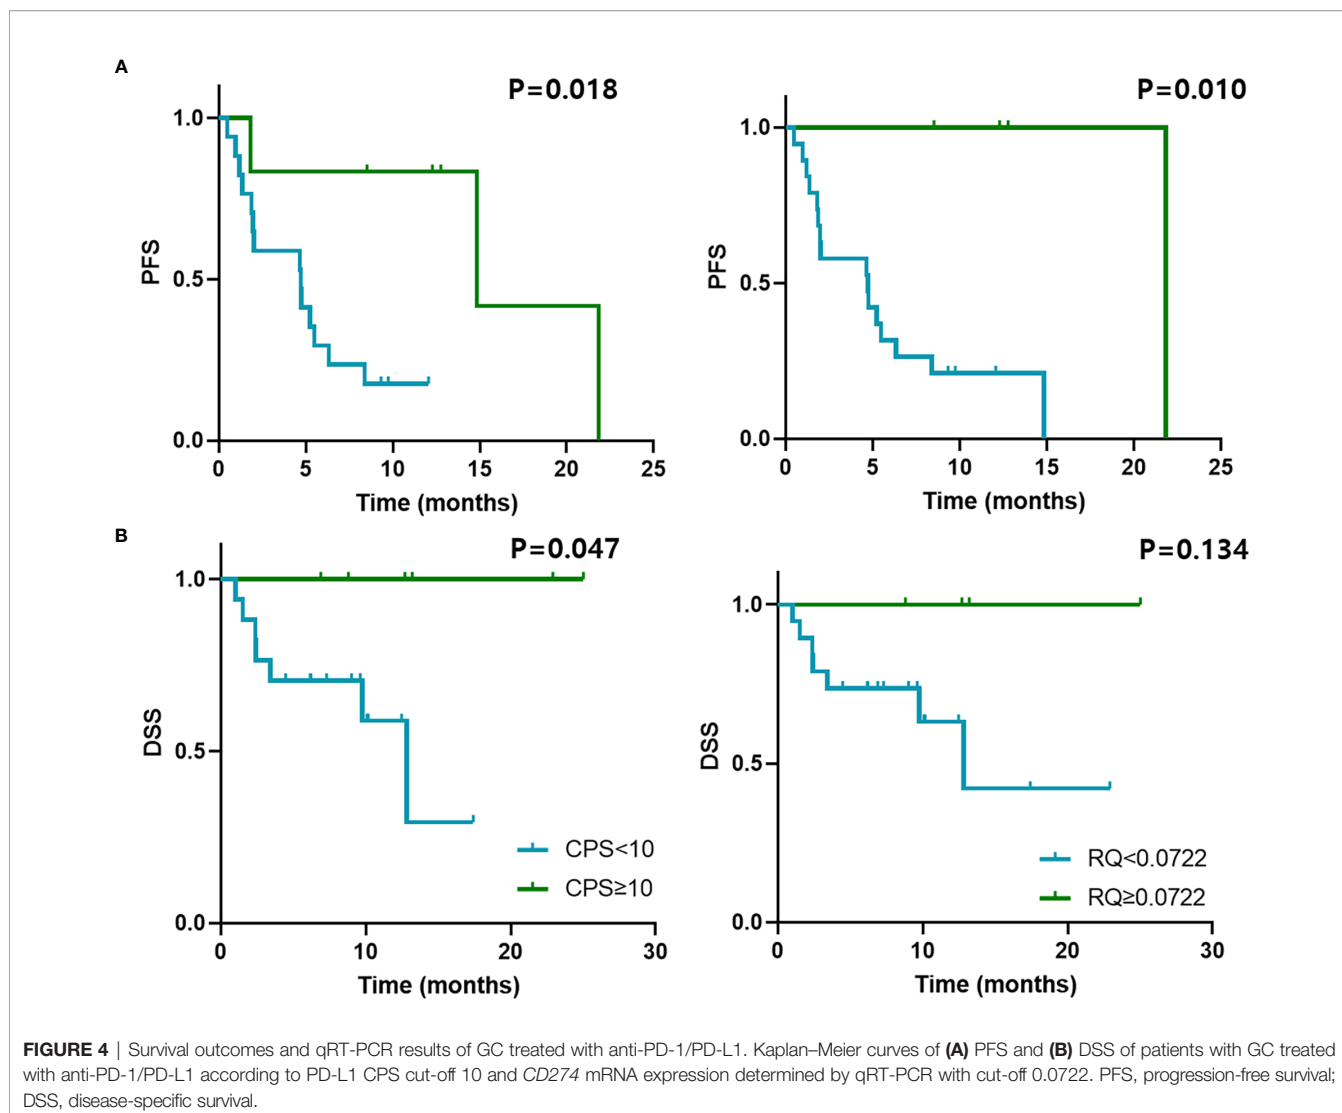 A
P=0.018
1.0
0.5
0.0
PFS
0 5 10 15 20 25
Time (months)
P=0.010
1.0
0.5
0.0
PFS
0 5 10 15 20 25
Time (months)
B
P=0.047
1.0
0.5
0.0
DSS
CPS<10
CPS≥10
0 10 20 30
Time (months)
P=0.134
1.0
0.5
0.0
DSS
RQ<0.0722
RQ≥0.0722
0 10 20 30
Time (months)
FIGURE 4 | Survival outcomes and qRT-PCR results of GC treated with anti-PD-1/PD-L1. Kaplan–Meier curves of (A) PFS and (B) DSS of patients with GC treated
with anti-PD-1/PD-L1 according to PD-L1 CPS cut-off 10 and CD274 mRNA expression determined by qRT-PCR with cut-off 0.0722. PFS, progression-free survival;
DSS, disease-specific survival.